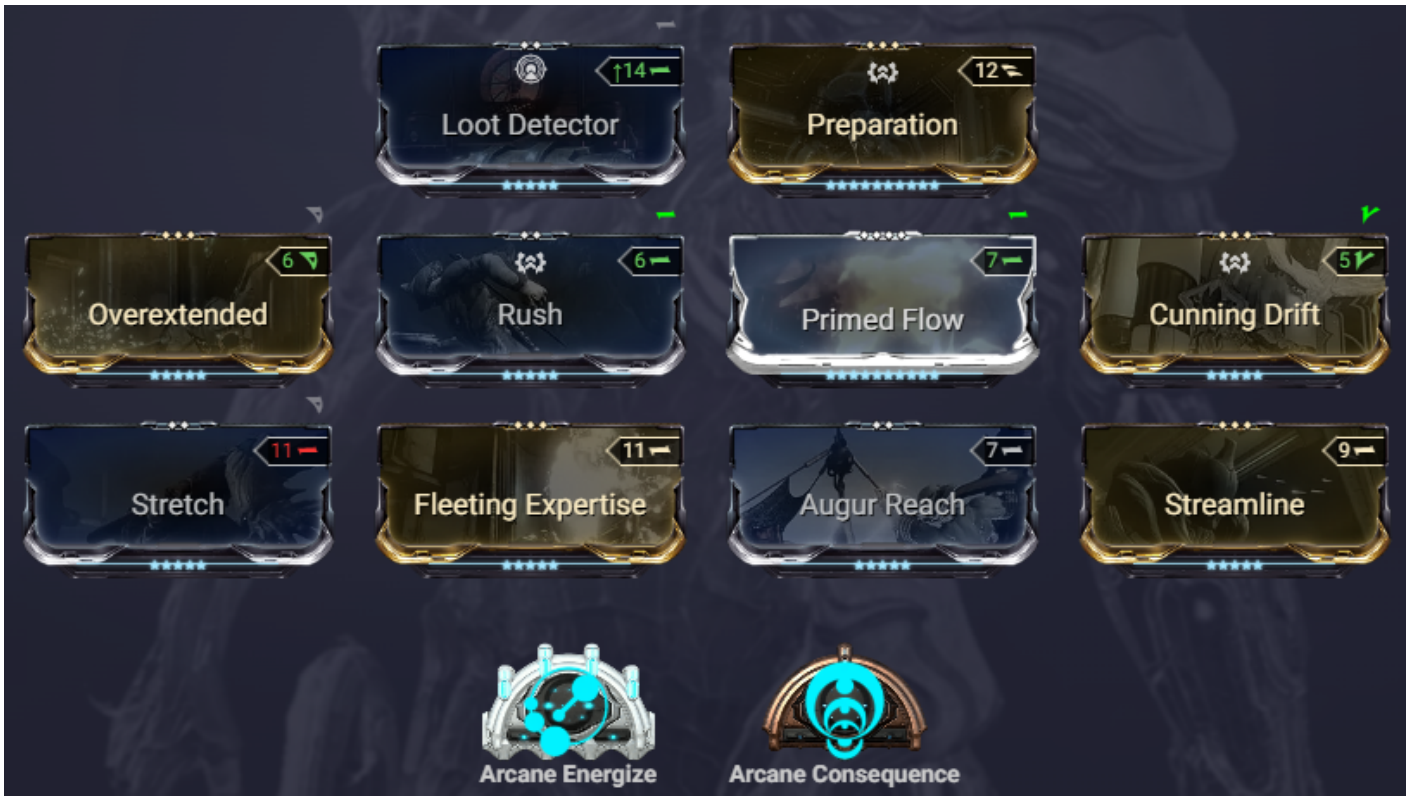 ↑14
Loot Detector
12
Preparation
6
Overextended
6
Rush
7
Primed Flow
5
Cunning Drift
11
Stretch
11
Fleeting Expertise
7
Augur Reach
9
Streamline
Arcane Energize
Arcane Consequence